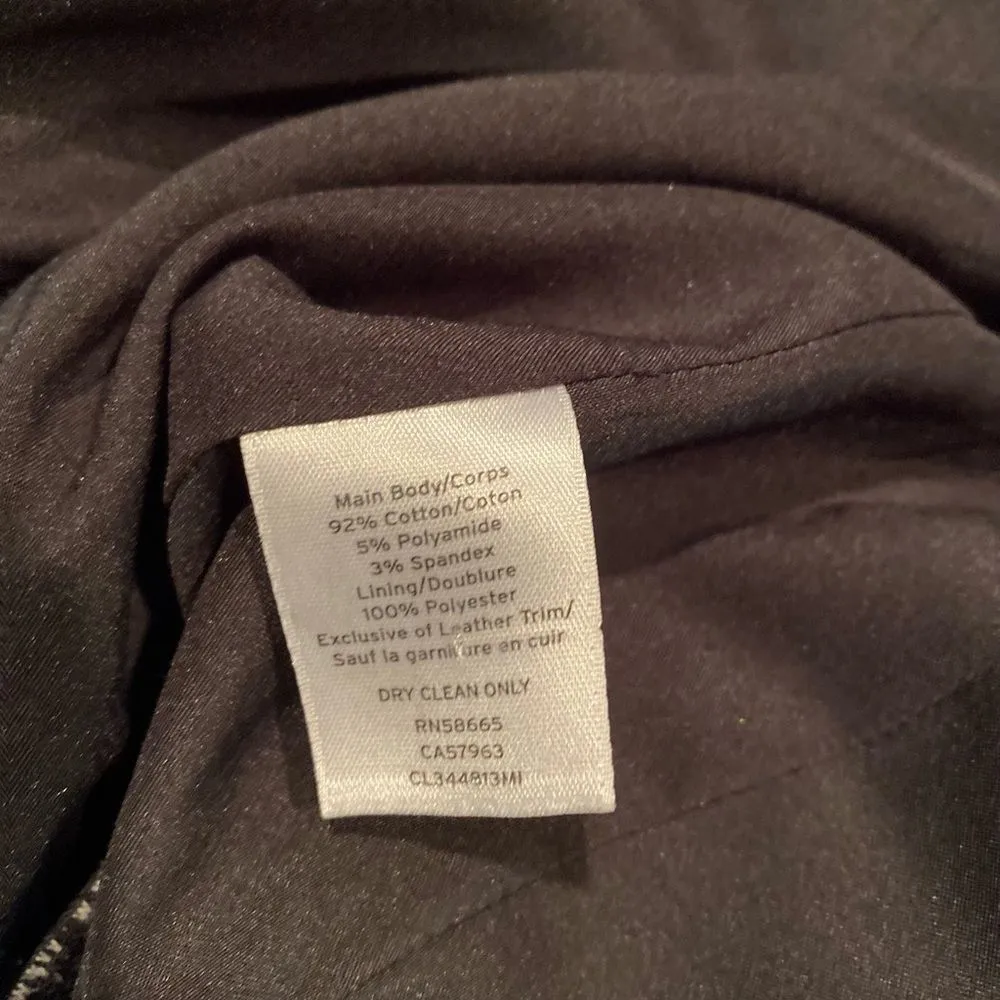 Main Body/Corps
92% Cotton/Coton
5% Polyamide
3% Spandex
Lining/Doublure
100% Polyester
Exclusive of Leather Trim/
Sauf la garniture en cuir
DRY CLEAN ONLY
RN58665
CA57963
CL344813MI